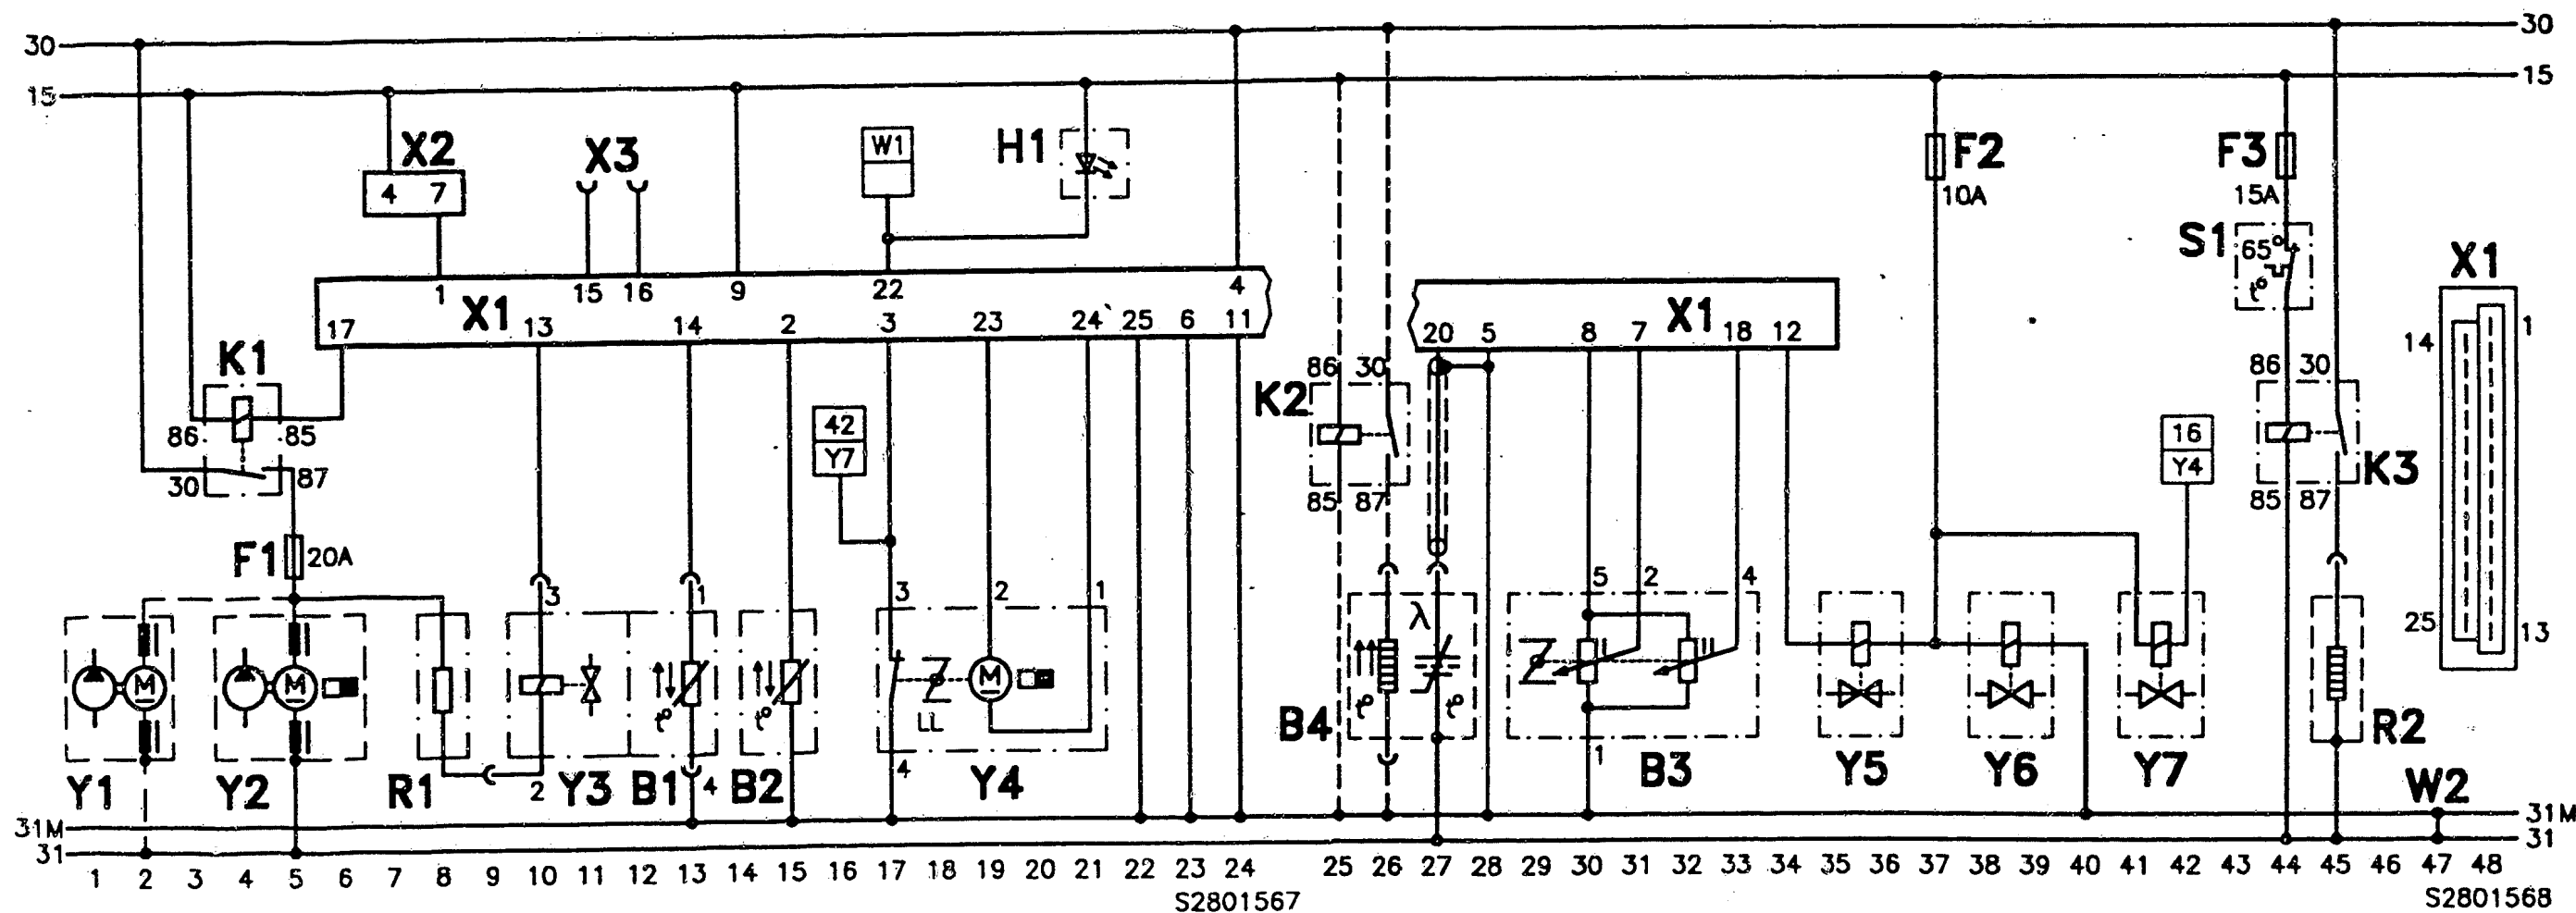 30 30
15 15
W1 H1
X2 X3 F2 F3
4 7 10A 15A
S1 65° t°
X1
1 15 16 9 22 4
17 X1 13 14 2 3 23 24 25 6 11
20 5 8 7 X1 18 12
14 1
K1 86 30 86 30
K2 42 16
86 85 Y7 Y4
30 87 K3
85 87 85 87
F1 20A
3 1 3 2 1 λ 5 2 4
25 13
M M M
t° t° LL t° t°
B4 R2
Y1 Y2 R1 2 Y3 B1 4 B2 4 Y4 1 B3 Y5 Y6 Y7 W2
31M 31M
31 31
1 2 3 4 5 6 7 8 9 10 11 12 13 14 15 16 17 18 19 20 21 22 23 24 25 26 27 28 29 30 31 32 33 34 35 36 37 38 39 40 41 42 43 44 45 46 47 48
S2801567 S2801568